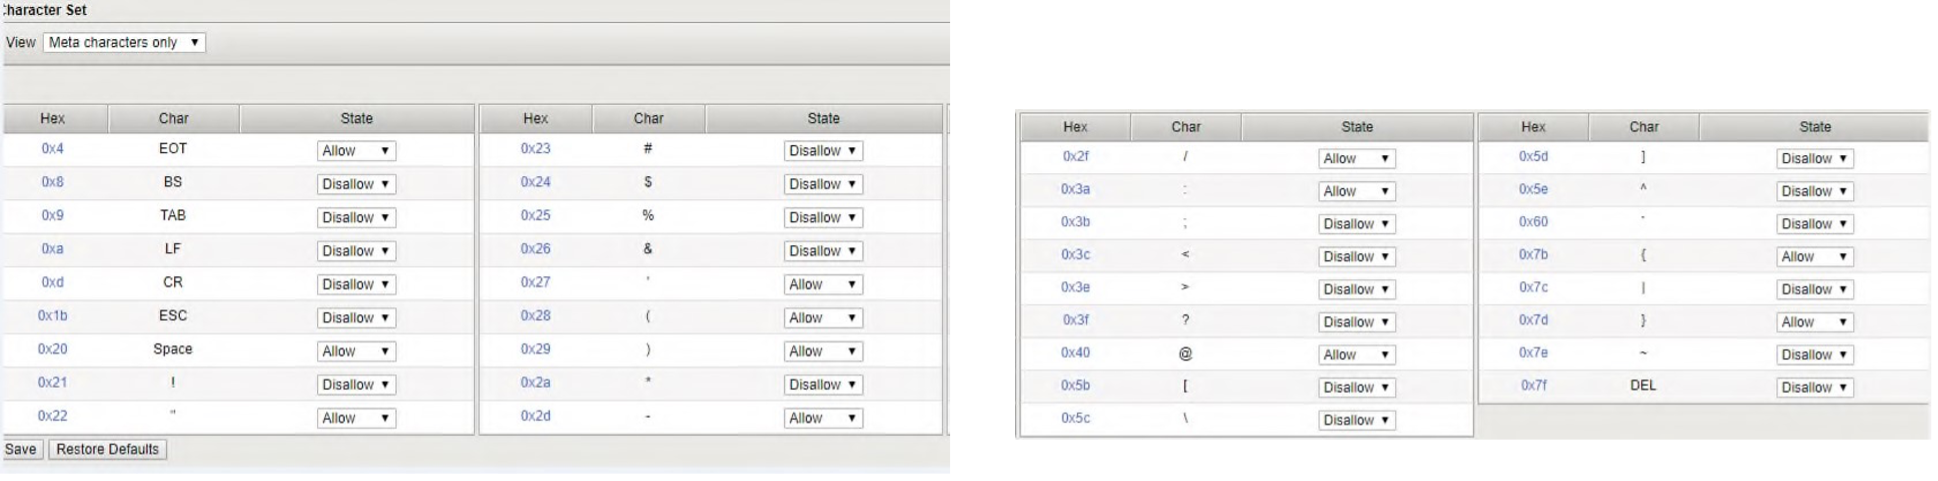 Character Set
View Meta characters only ▼
Hex Char State Hex Char State
0x4 EOT Allow ▼ 0x23 # Disallow ▼
0x8 BS Disallow ▼ 0x24 $ Disallow ▼
0x9 TAB Disallow ▼ 0x25 % Disallow ▼
0xa LF Disallow ▼ 0x26 & Disallow ▼
0xd CR Disallow ▼ 0x27 ' Allow ▼
0x1b ESC Disallow ▼ 0x28 ( Allow ▼
0x20 Space Allow ▼ 0x29 ) Allow ▼
0x21 ! Disallow ▼ 0x2a * Disallow ▼
0x22 " Allow ▼ 0x2d - Allow ▼
Save Restore Defaults
Hex Char State Hex Char State
0x2f / Allow ▼ 0x5d ] Disallow ▼
0x3a : Allow ▼ 0x5e ^ Disallow ▼
0x3b ; Disallow ▼ 0x60 ` Disallow ▼
0x3c < Disallow ▼ 0x7b { Allow ▼
0x3e > Disallow ▼ 0x7c | Disallow ▼
0x3f ? Disallow ▼ 0x7d } Allow ▼
0x40 @ Allow ▼ 0x7e ~ Disallow ▼
0x5b [ Disallow ▼ 0x7f DEL Disallow ▼
0x5c \ Disallow ▼